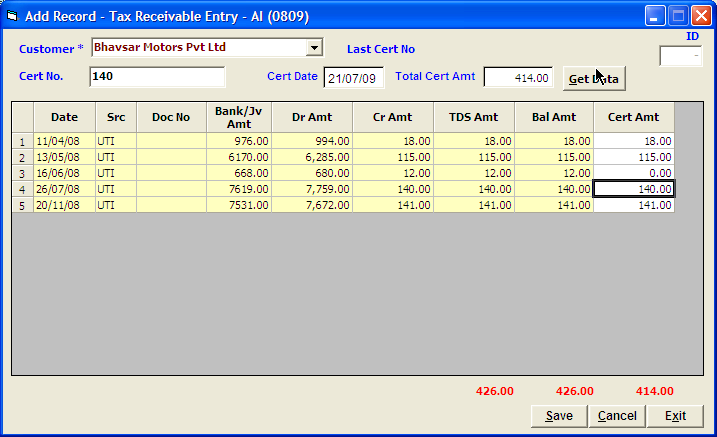 Add Record - Tax Receivable Entry - AI (0809)
ID
Customer * Bhavsar Motors Pvt Ltd Last Cert No -
Cert No. 140 Cert Date 21/07/09 Total Cert Amt 414.00 Get Data
Date Src Doc No Bank/Jv Amt Dr Amt Cr Amt TDS Amt Bal Amt Cert Amt
1 11/04/08 UTI 976.00 994.00 18.00 18.00 18.00 18.00
2 13/05/08 UTI 6170.00 6,285.00 115.00 115.00 115.00 115.00
3 16/06/08 UTI 668.00 680.00 12.00 12.00 12.00 0.00
4 26/07/08 UTI 7619.00 7,759.00 140.00 140.00 140.00 140.00
5 20/11/08 UTI 7531.00 7,672.00 141.00 141.00 141.00 141.00
426.00 426.00 414.00
Save Cancel Exit